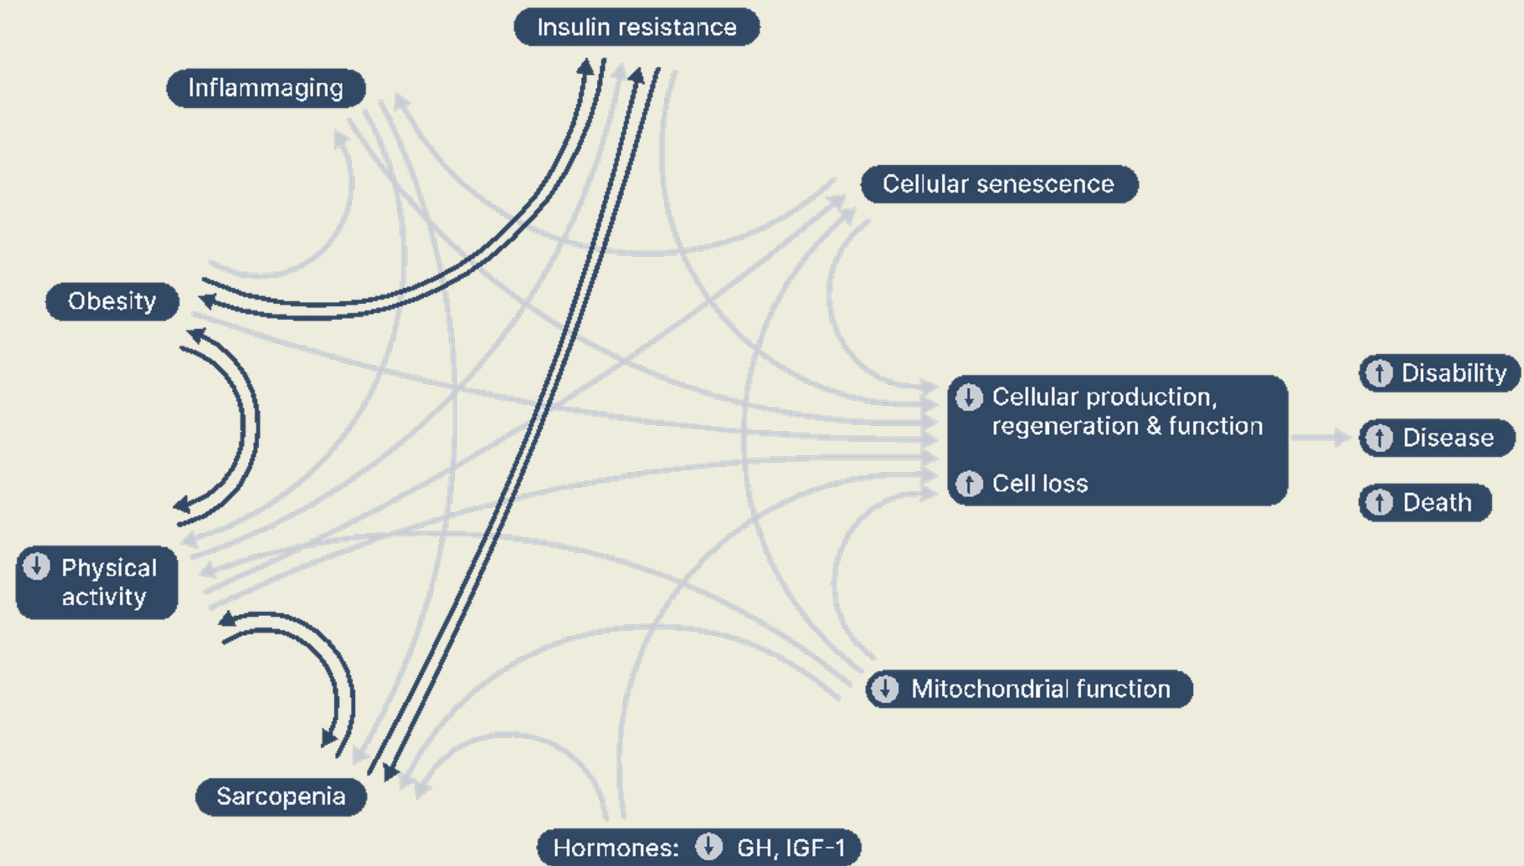 Insulin resistance
Inflammaging
Cellular senescence
Obesity
↓ Cellular production,
regeneration & function
↑ Cell loss
↑ Disability
↑ Disease
↑ Death
↓ Physical
activity
↓ Mitochondrial function
Sarcopenia
Hormones: ↓ GH, IGF-1